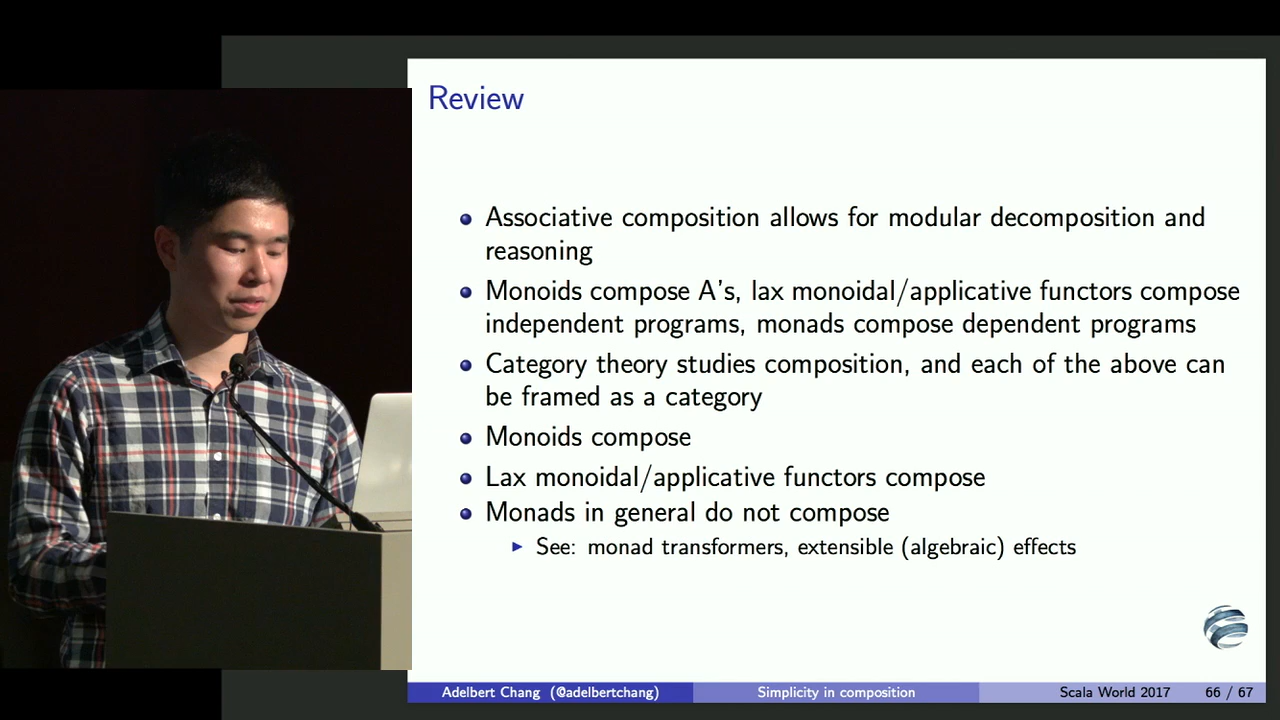 Review
Associative composition allows for modular decomposition and
reasoning
Monoids compose A's, lax monoidal/applicative functors compose
independent programs, monads compose dependent programs
Category theory studies composition, and each of the above can
be framed as a category
Monoids compose
Lax monoidal/applicative functors compose
Monads in general do not compose
See: monad transformers, extensible (algebraic) effects
Adelbert Chang (@adelbertchang) Simplicity in composition Scala World 2017 66 / 67